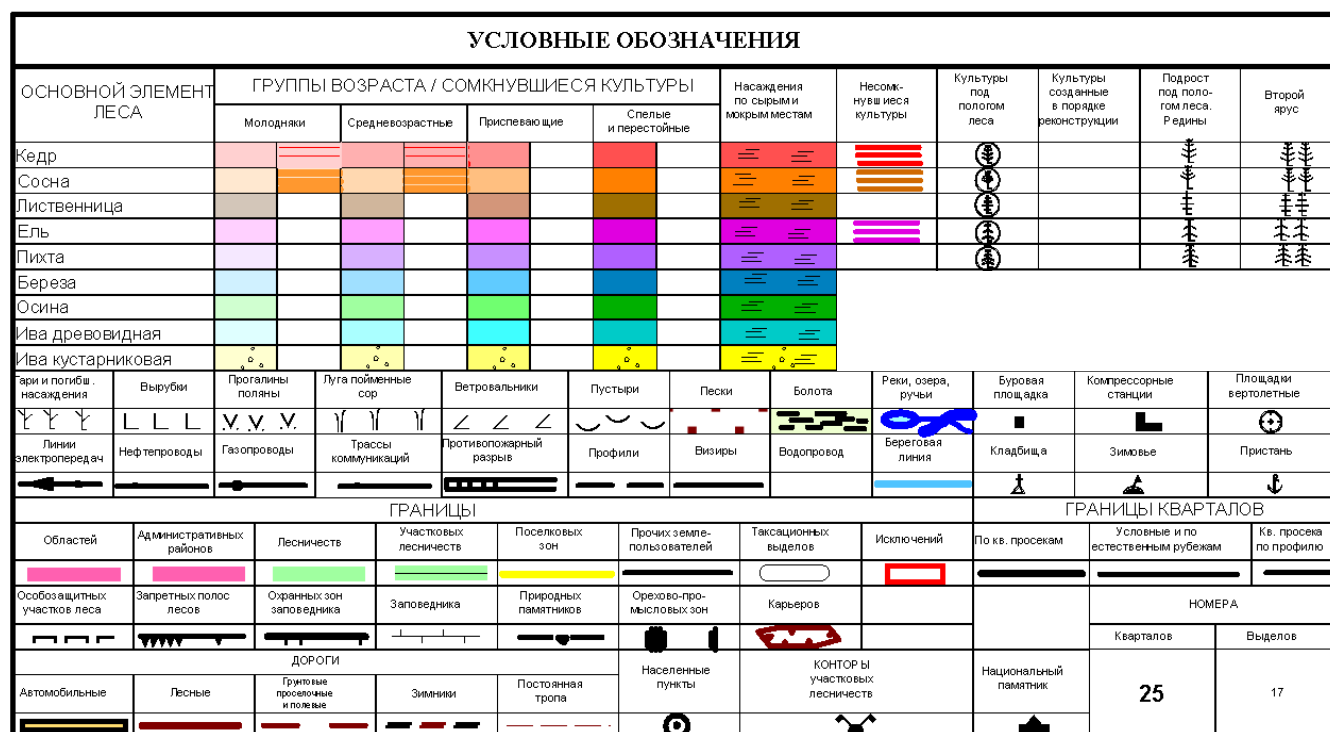 УСЛОВНЫЕ ОБОЗНАЧЕНИЯ
ОСНОВНОЙ ЭЛЕМЕНТ
ЛЕСА
ГРУППЫ ВОЗРАСТА / СОМКНУВШИЕСЯ КУЛЬТУРЫ
Молодняки
Средневозрастные
Приспевающие
Спелые
и перестойные
Насаждения
по сырым и
мокрым местам
Несомк-
нувшиеся
культуры
Культуры
под
пологом
леса
Культуры
созданные
в порядке
реконструкции
Подрост
под поло-
гом леса.
Редины
Второй
ярус
Кедр
Сосна
Лиственница
Ель
Пихта
Береза
Осина
Ива древовидная
Ива кустарниковая
Гари и погибш.
насаждения
Вырубки
Прогалины
поляны
Луга пойменные
сор
Ветровальники
Пустыри
Пески
Болота
Реки, озера,
ручьи
Буровая
площадка
Компрессорные
станции
Площадки
вертолетные
Линии
электропередач
Нефтепроводы
Газопроводы
Трассы
коммуникаций
Противопожарный
разрыв
Профили
Визиры
Водопровод
Береговая
линия
Кладбища
Зимовье
Пристань
ГРАНИЦЫ
ГРАНИЦЫ КВАРТАЛОВ
Областей
Административных
районов
Лесничеств
Участковых
лесничеств
Поселковых
зон
Прочих земле-
пользователей
Таксационных
выделов
Исключений
По кв. просекам
Условные и по
естественным рубежам
Кв. просека
по профилю
Особозащитных
участков леса
Запретных полос
лесов
Охранных зон
заповедника
Заповедника
Природных
памятников
Орехово-про-
мысловых зон
Карьеров
НОМЕРА
Кварталов
Выделов
ДОРОГИ
Автомобильные
Лесные
Грунтовые
проселочные
и полевые
Зимники
Постоянная
тропа
Населенные
пункты
КОНТОРЫ
участковых
лесничеств
Национальный
памятник
25
17